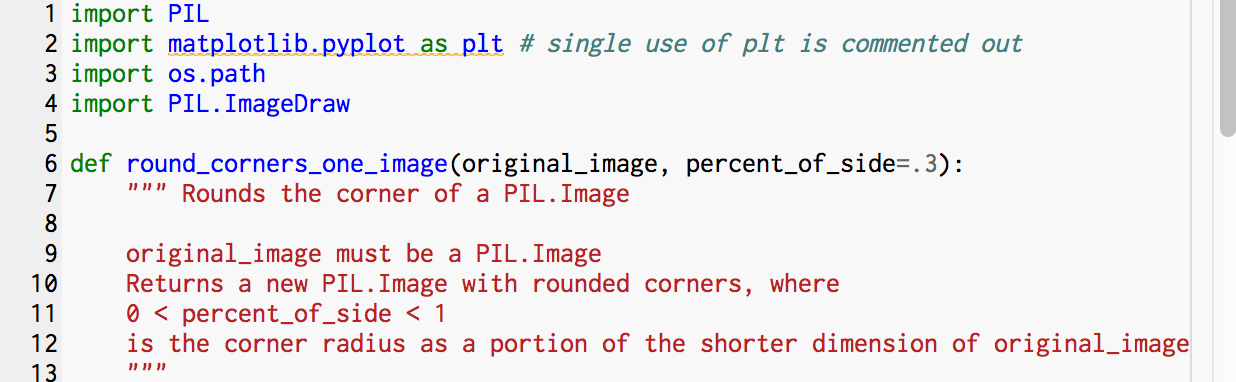 1 import PIL
2 import matplotlib.pyplot as plt # single use of plt is commented out
3 import os.path
4 import PIL.ImageDraw
5
6 def round_corners_one_image(original_image, percent_of_side=.3):
7     """ Rounds the corner of a PIL.Image
8
9     original_image must be a PIL.Image
10     Returns a new PIL.Image with rounded corners, where
11     0 < percent_of_side < 1
12     is the corner radius as a portion of the shorter dimension of original_image
13     """